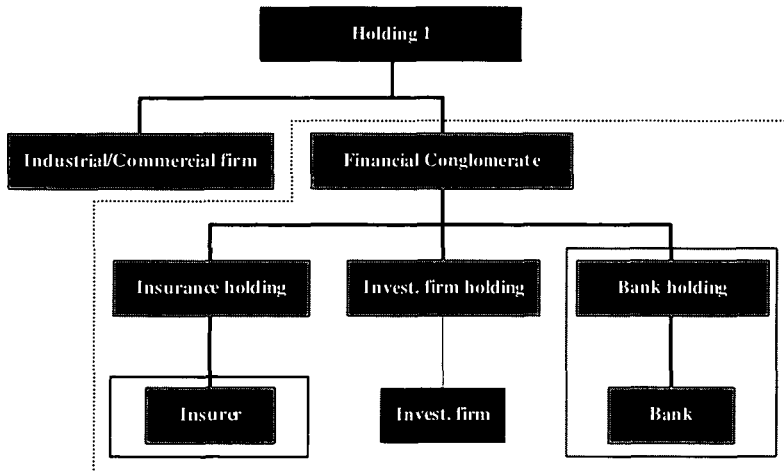 Holding 1
Industrial/Commercial firm
Financial Conglomerate
Insurance holding
Invest. firm holding
Bank holding
Insurer
Invest. firm
Bank